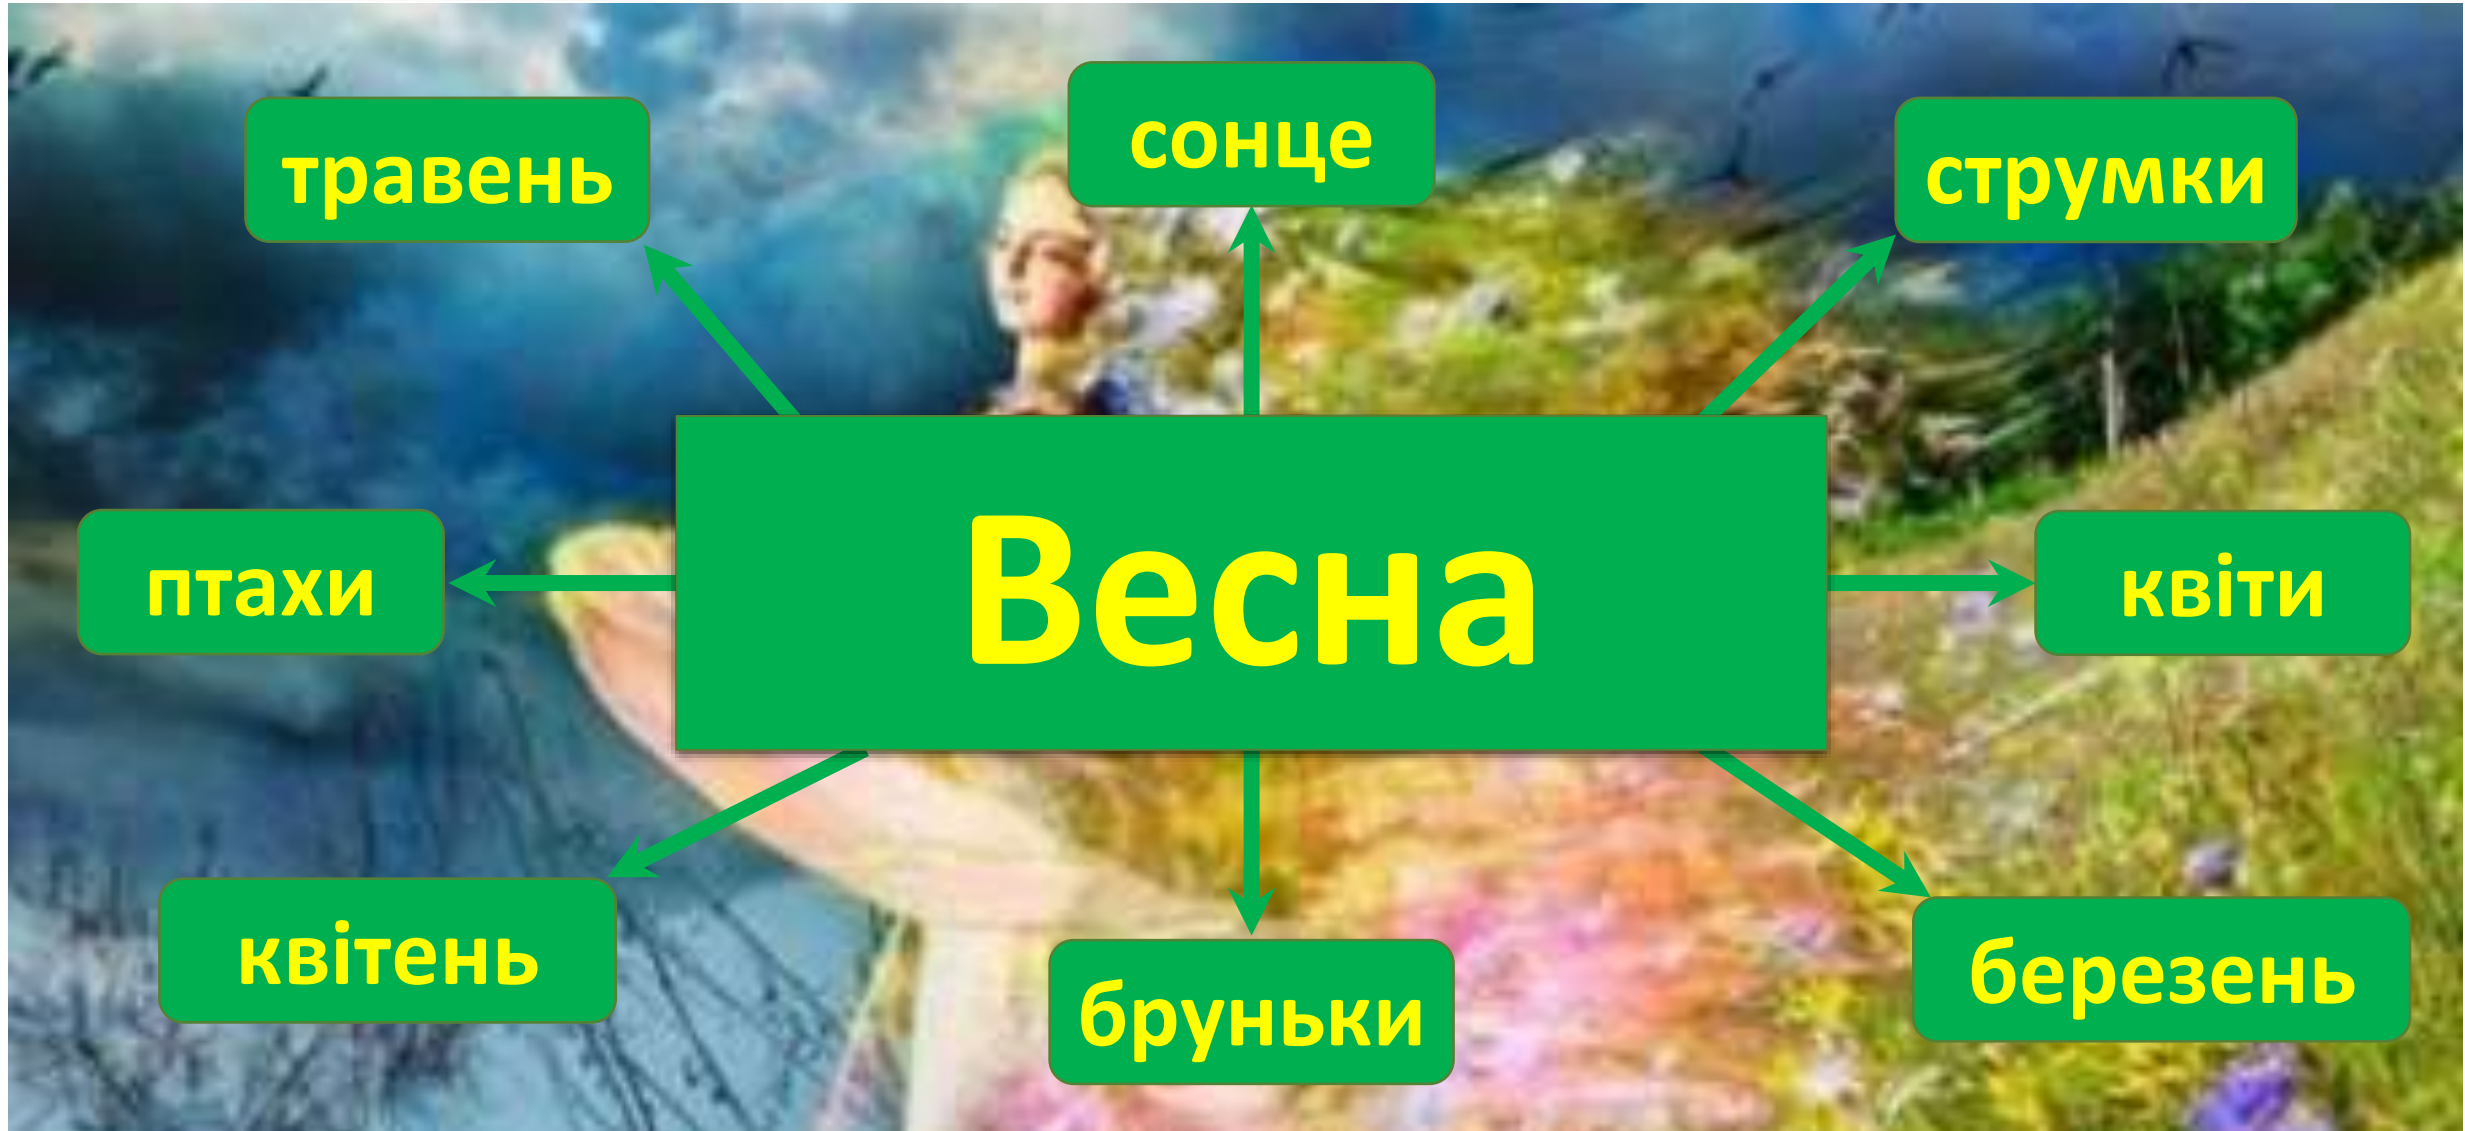 сонце
травень
струмки
Весна
птахи
квіти
квітень
березень
бруньки